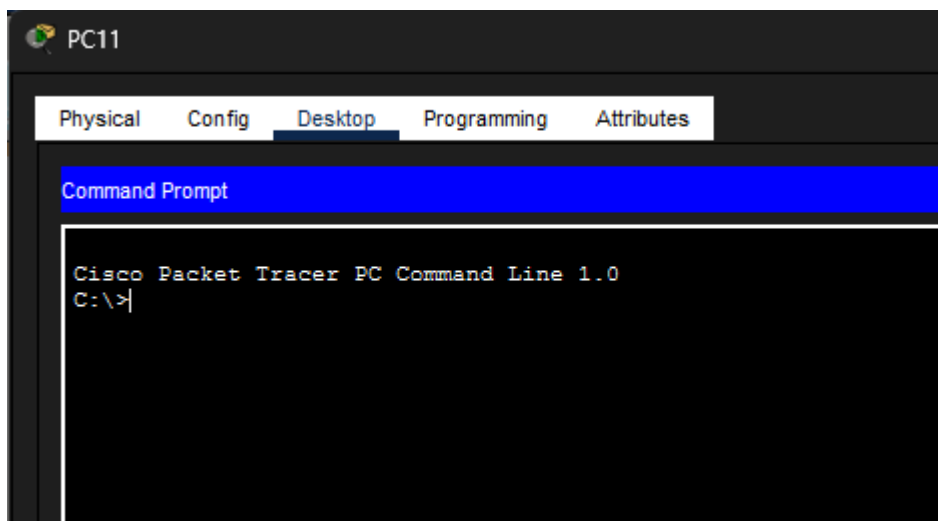 PC11
Physical Config Desktop Programming Attributes
Command Prompt
Cisco Packet Tracer PC Command Line 1.0
C:\>